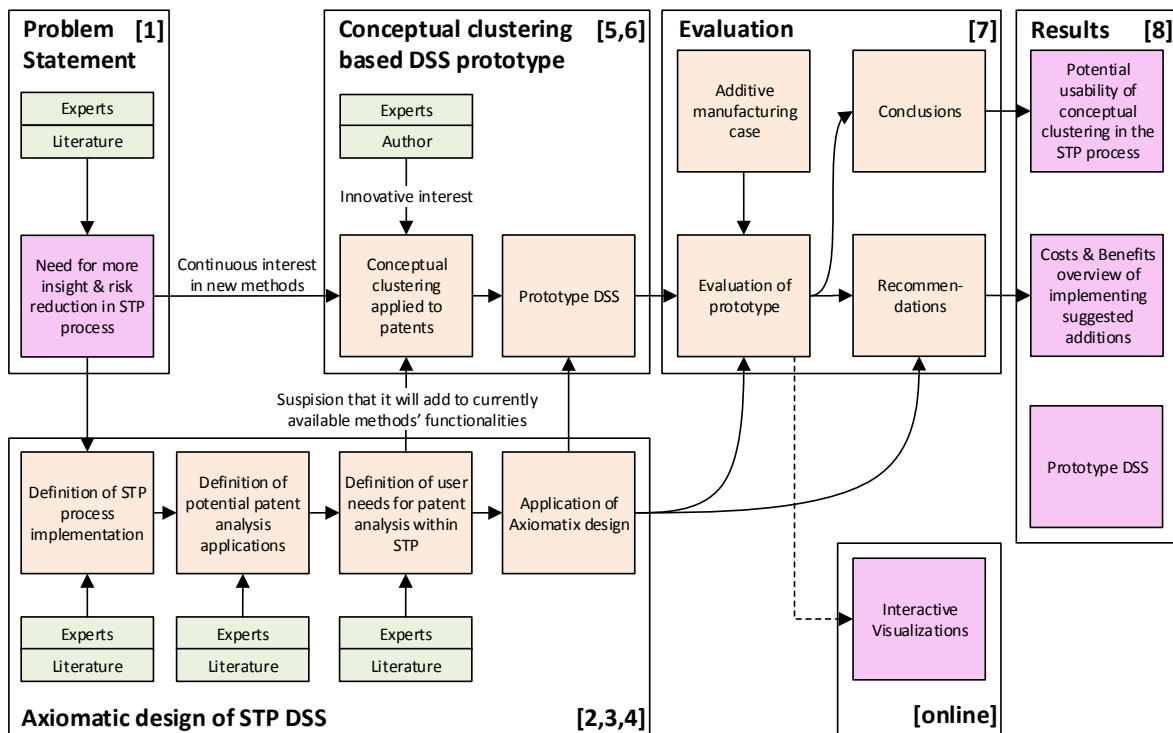 Problem [1]
Statement
Experts
Literature
Need for more
insight & risk
reduction in STP
process
Continuous interest
in new methods
Conceptual clustering [5,6]
based DSS prototype
Experts
Author
Innovative interest
Conceptual
clustering
applied to
patents
Prototype DSS
Suspision that it will add to currently
available methods' functionalities
Evaluation [7]
Additive
manufacturing
case
Conclusions
Evaluation of
prototype
Recommen-
dations
Results [8]
Potential
usability of
conceptual
clustering in the
STP process
Costs & Benefits
overview of
implementing
suggested
additions
Prototype DSS
Definition of STP
process
implementation
Definition of
potential patent
analysis
applications
Definition of user
needs for patent
analysis within
STP
Application of
Axiomatix design
Experts
Literature
Experts
Literature
Experts
Literature
Axiomatic design of STP DSS [2,3,4]
Interactive
Visualizations
[online]